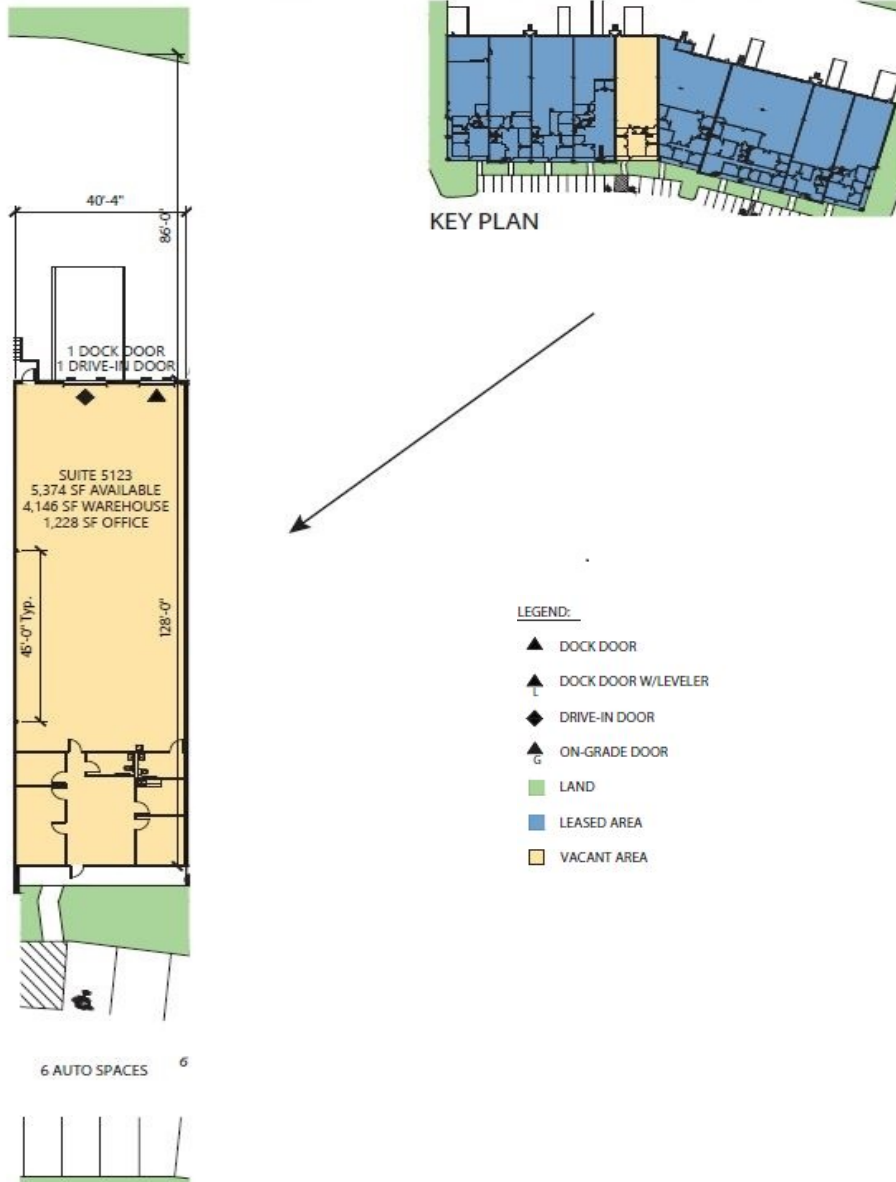 KEY PLAN
40'-4"
86'-0"
1 DOCK DOOR
1 DRIVE-IN DOOR
SUITE 5123
5,374 SF AVAILABLE
4,146 SF WAREHOUSE
1,228 SF OFFICE
45'-0" Typ.
128'-0"
6 AUTO SPACES
6
LEGEND:
DOCK DOOR
L DOCK DOOR W/LEVELER
DRIVE-IN DOOR
G ON-GRADE DOOR
LAND
LEASED AREA
VACANT AREA